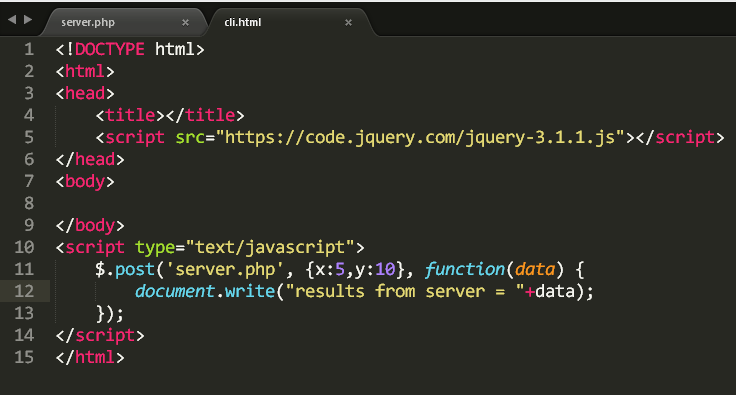 server.php × cli.html ×
1 <!DOCTYPE html>
2 <html>
3 <head>
4     <title></title>
5     <script src="https://code.jquery.com/jquery-3.1.1.js"></script>
6 </head>
7 <body>
8
9 </body>
10 <script type="text/javascript">
11     $.post('server.php', {x:5,y:10}, function(data) {
12         document.write("results from server = "+data);
13     });
14 </script>
15 </html>